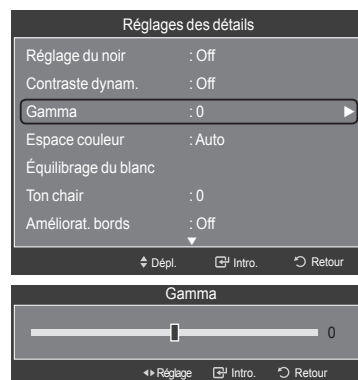 Réglages des détails
Réglage du noir : Off
Contraste dynam. : Off
Gamma : 0
Espace couleur : Auto
Équilibrage du blanc
Ton chair : 0
Améliorat. bords : Off
Dépl. Intro. Retour
Gamma
0
Réglage Intro. Retour